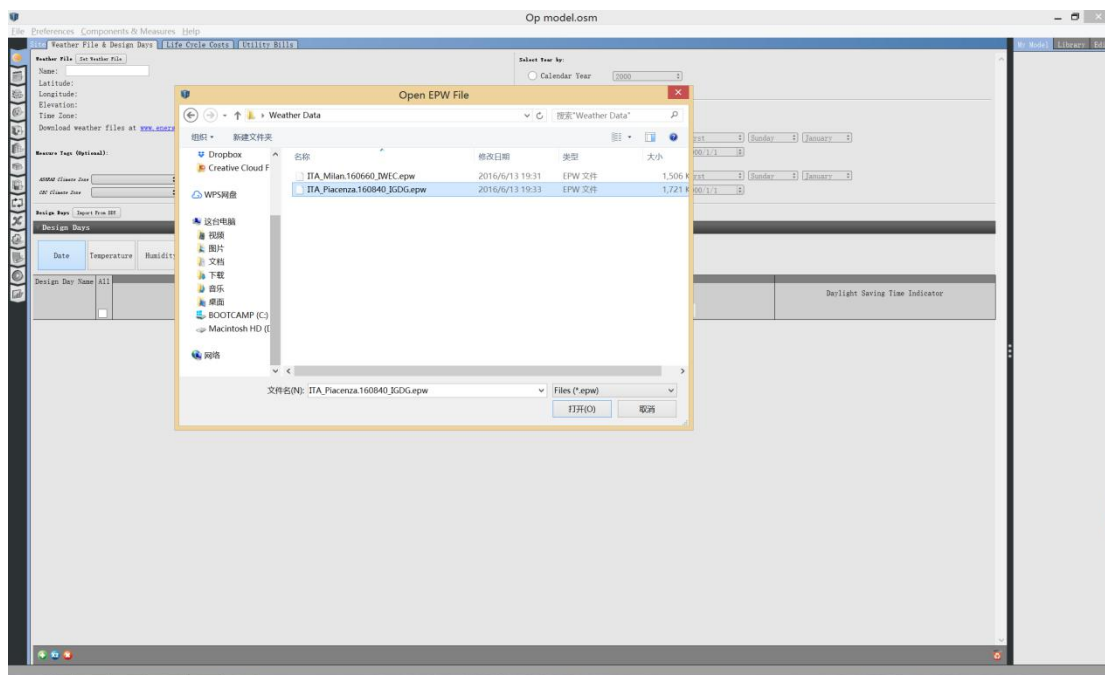 Op model.osm
File Preferences Components & Measures Help
Site Weather File & Design Days Life Cycle Costs Utility Bills
My Model Library Edi
Weather File Set Weather File
Select Year by:
Name:
Calendar Year 2000
Latitude:
Longitude:
Elevation:
Time Zone:
Download weather files at www.energ
Open EPW File
Weather Data
搜索"Weather Data"
组织 新建文件夹
Measure Tags (Optional):
ASHRAE Climate Zone
CEC Climate Zone
Sunday January
Sunday January
Dropbox
Creative Cloud F
WPS网盘
这台电脑
视频
图片
文档
下载
音乐
桌面
BOOTCAMP (C:)
Macintosh HD (D
网络
名称 修改日期 类型 大小
ITA_Milan.160660_IWEC.epw 2016/6/13 19:31 EPW 文件 1,506 K
ITA_Piacenza.160840_IGDG.epw 2016/6/13 19:33 EPW 文件 1,721 K
文件名(N): ITA_Piacenza.160840_IGDG.epw Files (*.epw)
打开(O) 取消
Design Days Import From DDY
Design Days
Date Temperature Humidity
Design Day Name All
Daylight Saving Time Indicator